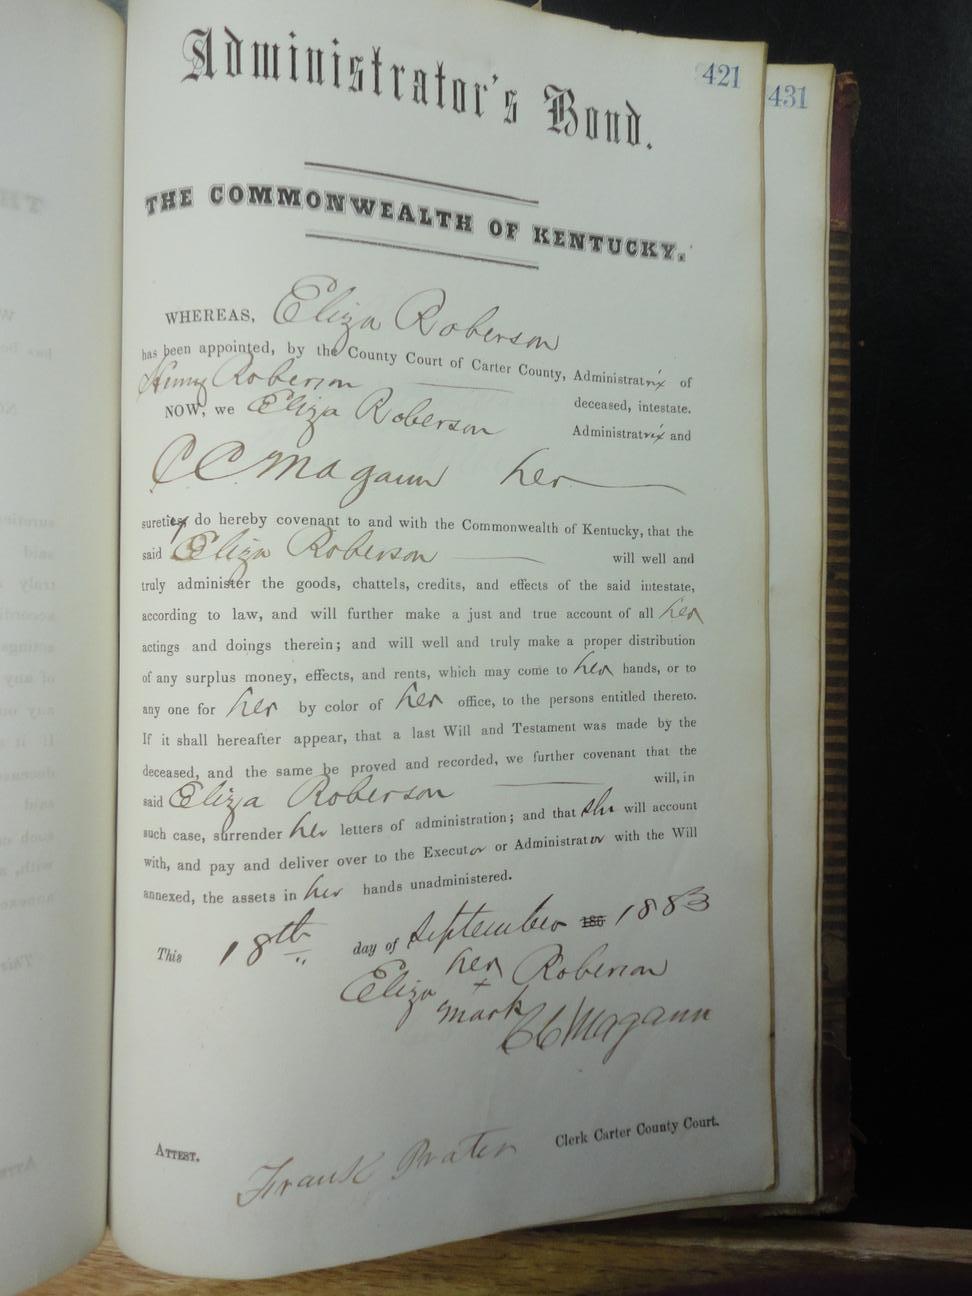 421
431
Administrator's Bond.
THE COMMONWEALTH OF KENTUCKY.
WHEREAS, Eliza Roberson
has been appointed, by the County Court of Carter County, Administratrix of
Henry Roberson deceased, intestate.
NOW, we Eliza Roberson Administratrix and
C C Magann her
surety do hereby covenant to and with the Commonwealth of Kentucky, that the
said Eliza Roberson will well and
truly administer the goods, chattels, credits, and effects of the said intestate,
according to law, and will further make a just and true account of all her
actings and doings therein; and will well and truly make a proper distribution
of any surplus money, effects, and rents, which may come to her hands, or to
any one for her by color of her office, to the persons entitled thereto.
If it shall hereafter appear, that a last Will and Testament was made by the
deceased, and the same be proved and recorded, we further covenant that the
said Eliza Roberson will, in
such case, surrender her letters of administration; and that she will account
with, and pay and deliver over to the Executor or Administrator with the Will
annexed, the assets in her hands unadministered.
This 18th day of September 186 1883
her
Eliza x Roberson
mark
C C Magann
ATTEST.
Frank Prater Clerk Carter County Court.